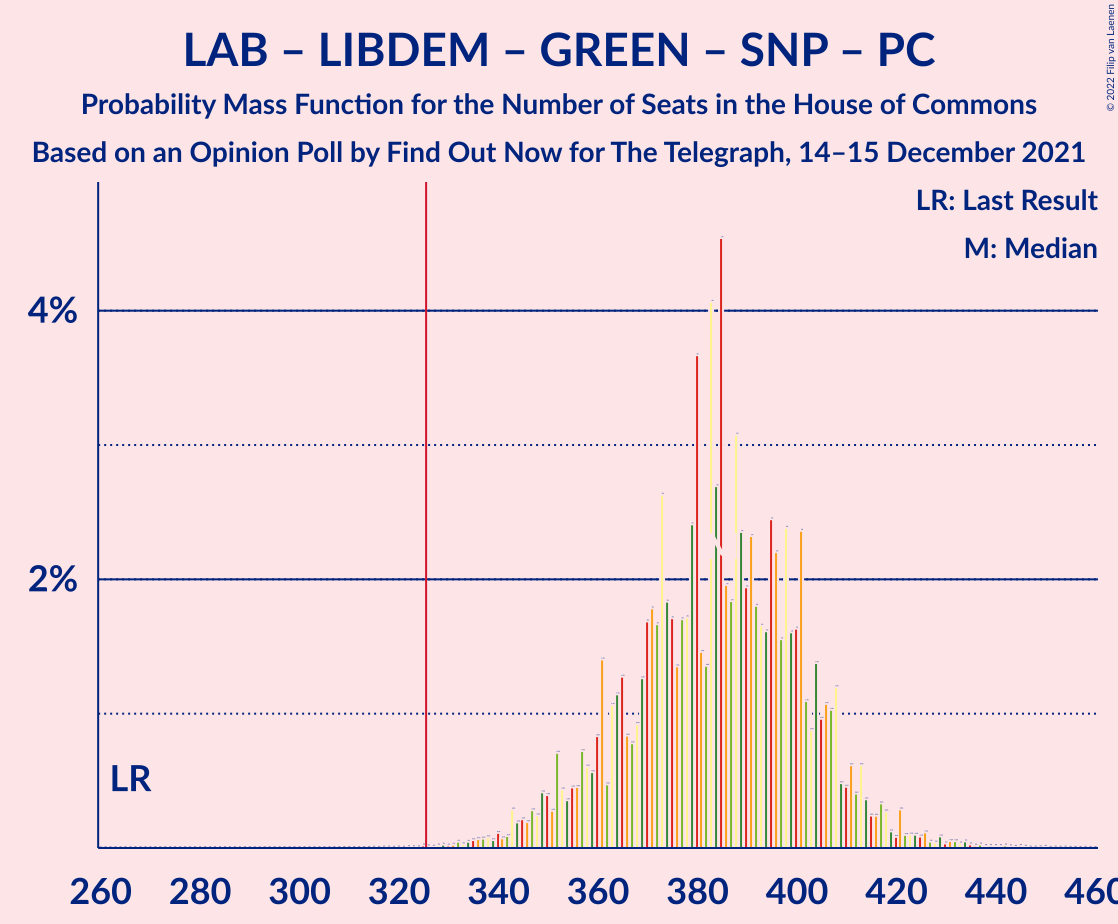 LAB – LIBDEM – GREEN – SNP – PC
Probability Mass Function for the Number of Seats in the House of Commons
Based on an Opinion Poll by Find Out Now for The Telegraph, 14–15 December 2021
© 2022 Filip van Laenen
LR: Last Result
M: Median
4%
2%
LR
260 280 300 320 340 360 380 400 420 440 460